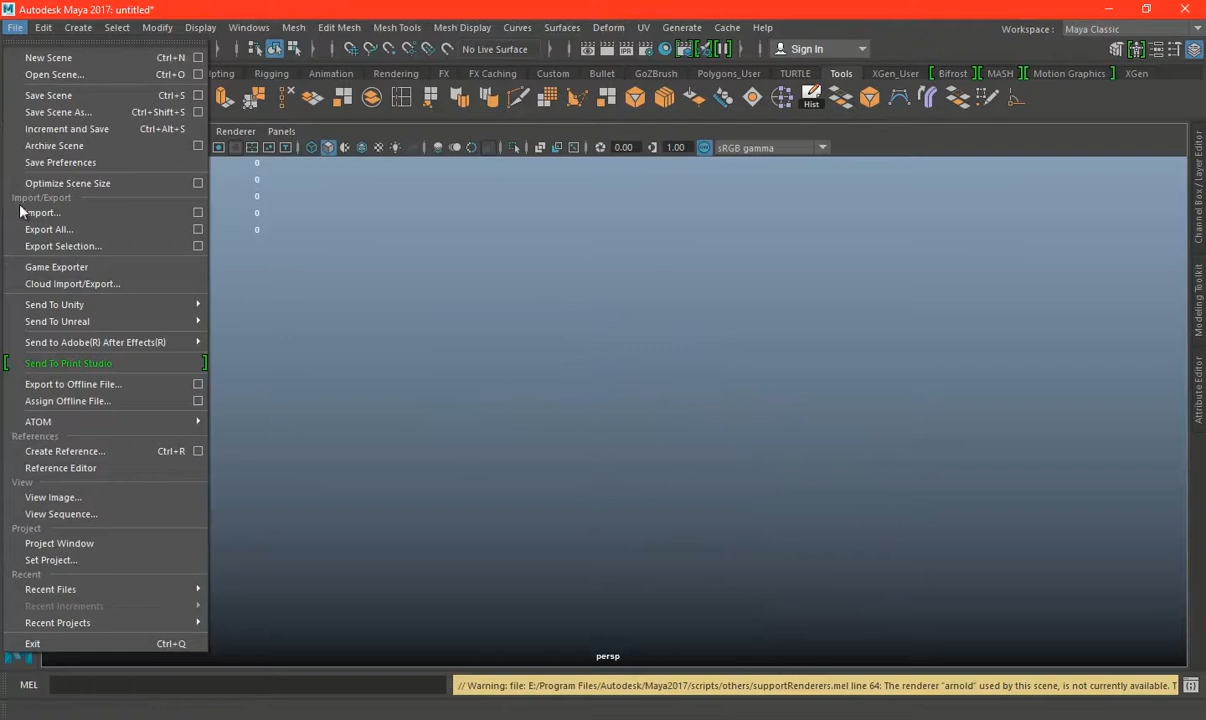 Autodesk Maya 2017: untitled*
File Edit Create Select Modify Display Windows Mesh Edit Mesh Mesh Tools Mesh Display Curves Surfaces Deform UV Generate Cache Help Workspace : Maya Classic
No Live Surface Sign In
lpting Rigging Animation Rendering FX FX Caching Custom Bullet GoZBrush Polygons_User TURTLE Tools XGen_User Bifrost MASH Motion Graphics XGen
Hist
Renderer Panels
0.00 1.00 sRGB gamma
New Scene Ctrl+N
Open Scene... Ctrl+O
Save Scene Ctrl+S
Save Scene As... Ctrl+Shift+S
Increment and Save Ctrl+Alt+S
Archive Scene
Save Preferences
Optimize Scene Size
Import/Export
Import...
Export All...
Export Selection...
Game Exporter
Cloud Import/Export...
Send To Unity
Send To Unreal
Send to Adobe(R) After Effects(R)
Send To Print Studio
Export to Offline File...
Assign Offline File...
ATOM
References
Create Reference... Ctrl+R
Reference Editor
View
View Image...
View Sequence...
Project
Project Window
Set Project...
Recent
Recent Files
Recent Increments
Recent Projects
Exit Ctrl+Q
0
0
0
0
0
persp
Channel Box / Layer Editor
Modeling Toolkit
Attribute Editor
MEL // Warning: file: E:/Program Files/Autodesk/Maya2017/scripts/others/supportRenderers.mel line 64: The renderer "arnold" used by this scene, is not currently available. T